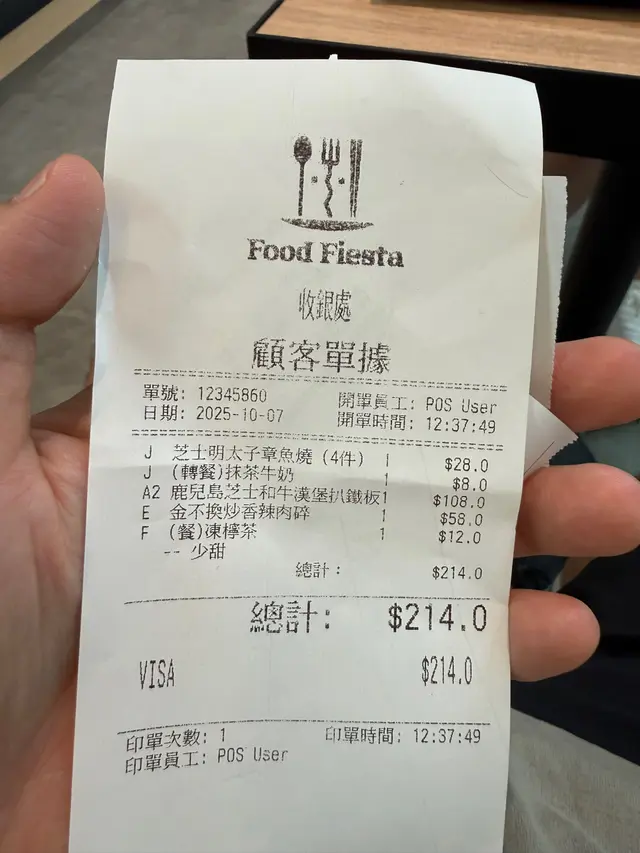 Food Fiesta
收銀處
顧客單據
單號: 12345860 開單員工: POS User
日期: 2025-10-07 開單時間: 12:37:49
J 芝士明太子章魚燒 (4件) 1 $28.0
J (轉餐)抹茶牛奶 1 $8.0
A2 鹿兒島芝士和牛漢堡扒鐵板 1 $108.0
E 金不換炒香辣肉碎 1 $58.0
F (餐)凍檸茶 1 $12.0
-- 少甜
總計: $214.0
總計: $214.0
VISA $214.0
印單次數: 1 印單時間: 12:37:49
印單員工: POS User